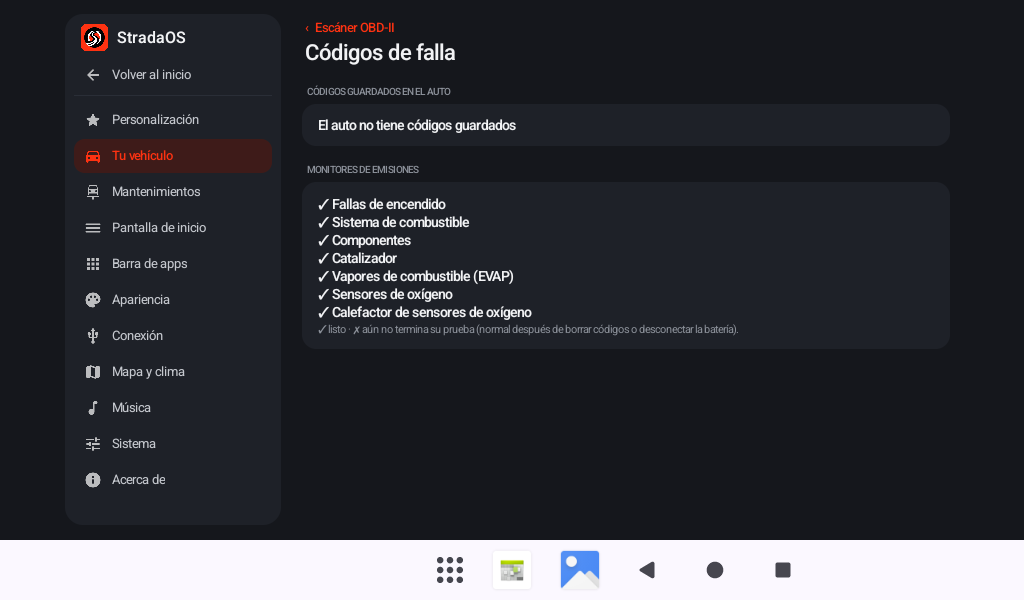 StradaOS
Volver al inicio
Personalización
Tu vehículo
Mantenimientos
Pantalla de inicio
Barra de apps
Apariencia
Conexión
Mapa y clima
Música
Sistema
Acerca de
‹ Escáner OBD-II
Códigos de falla
CÓDIGOS GUARDADOS EN EL AUTO
El auto no tiene códigos guardados
MONITORES DE EMISIONES
✓ Fallas de encendido
✓ Sistema de combustible
✓ Componentes
✓ Catalizador
✓ Vapores de combustible (EVAP)
✓ Sensores de oxígeno
✓ Calefactor de sensores de oxígeno
✓ listo · ✗ aún no termina su prueba (normal después de borrar códigos o desconectar la batería).